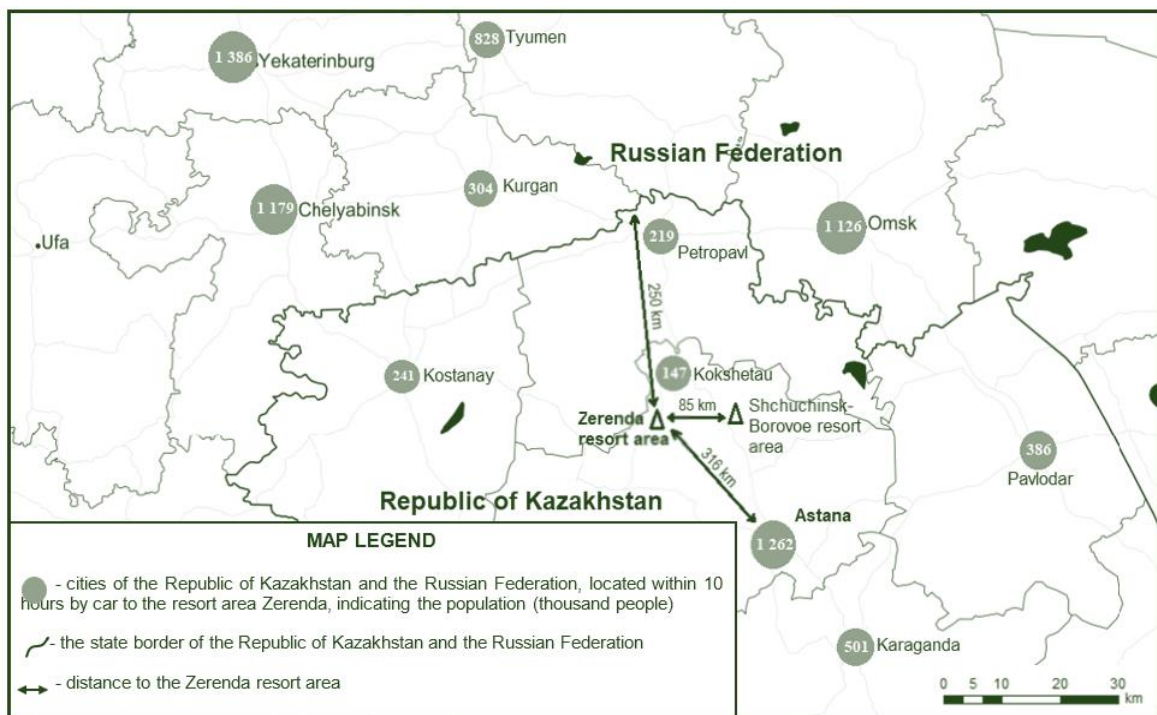 1 386
Yekaterinburg
828
Tyumen
Russian Federation
304
Kurgan
1 179
Chelyabinsk
Ufa
219
Petropavl
1 126
Omsk
250 km
241
Kostanay
147
Kokshetau
85 km
Zerenda
resort area
Shchuchinsk-
Borovoe resort
area
316 km
386
Pavlodar
Republic of Kazakhstan
Astana
1 262
501
Karaganda
MAP LEGEND
- cities of the Republic of Kazakhstan and the Russian Federation, located within 10
hours by car to the resort area Zerenda, indicating the population (thousand people)
- the state border of the Republic of Kazakhstan and the Russian Federation
- distance to the Zerenda resort area
0 5 10 20 30
km